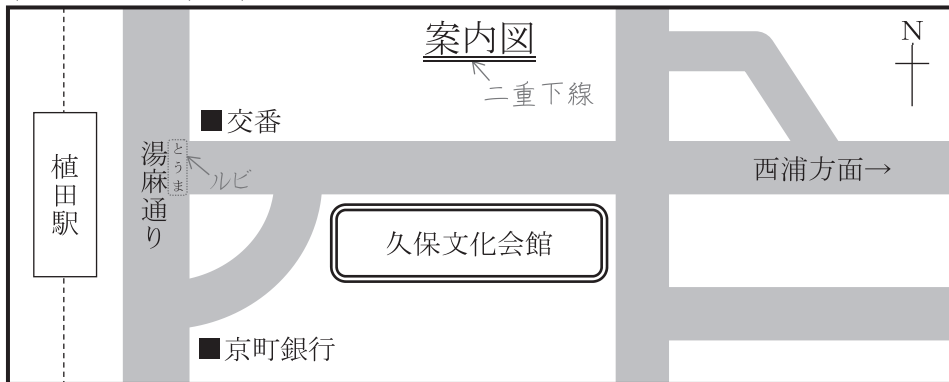 案内図
二重下線
N
■交番
植田駅
湯麻通り
とうま
ルビ
西浦方面→
久保文化会館
■京町銀行